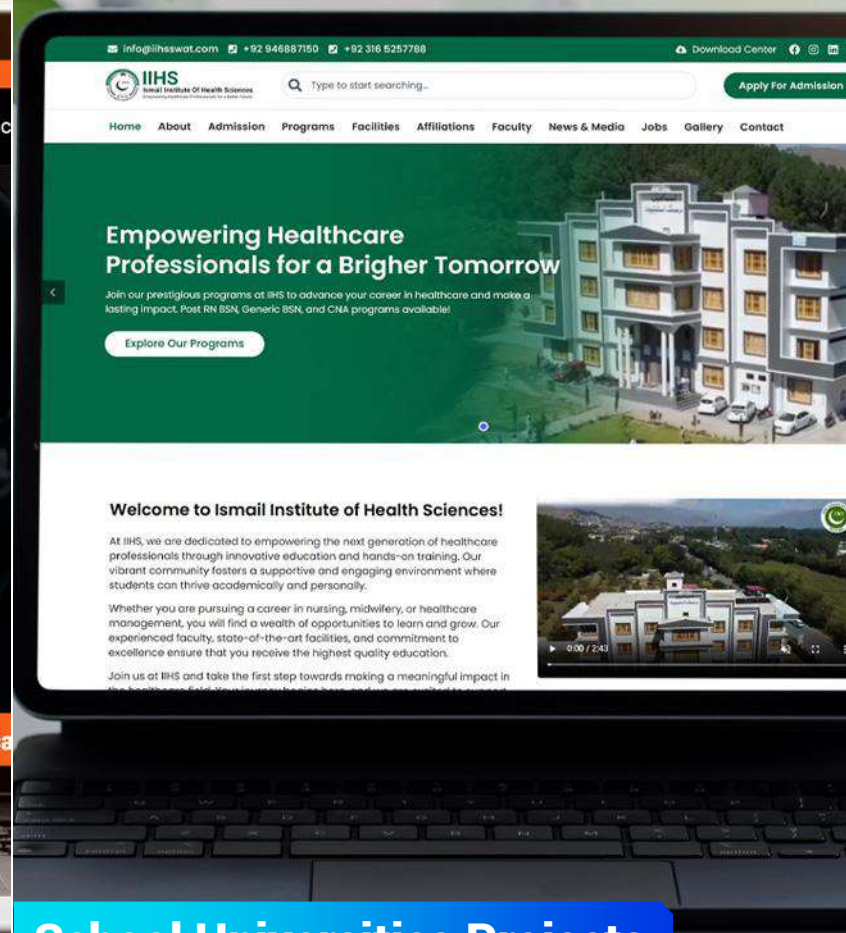 info@iihsswat.com +92 946887150 +92 316 5257788 Download Center
IIHS
Ismail Institute Of Health Sciences
Type to start searching...
Apply For Admission
Home About Admission Programs Facilities Affiliations Faculty News & Media Jobs Gallery Contact
Empowering Healthcare
Professionals for a Brigher Tomorrow
Join our prestigious programs at IIHS to advance your career in healthcare and make a
lasting impact. Post RN BSN, Generic BSN, and CNA programs available!
Explore Our Programs
Welcome to Ismail Institute of Health Sciences!
At IIHS, we are dedicated to empowering the next generation of healthcare
professionals through innovative education and hands-on training. Our
vibrant community fosters a supportive and engaging environment where
students can thrive academically and personally.
Whether you are pursuing a career in nursing, midwifery, or healthcare
management, you will find a wealth of opportunities to learn and grow. Our
experienced faculty, state-of-the-art facilities, and commitment to
excellence ensure that you receive the highest quality education.
Join us at IIHS and take the first step towards making a meaningful impact in
0:00 / 2:43
School Universities Projects